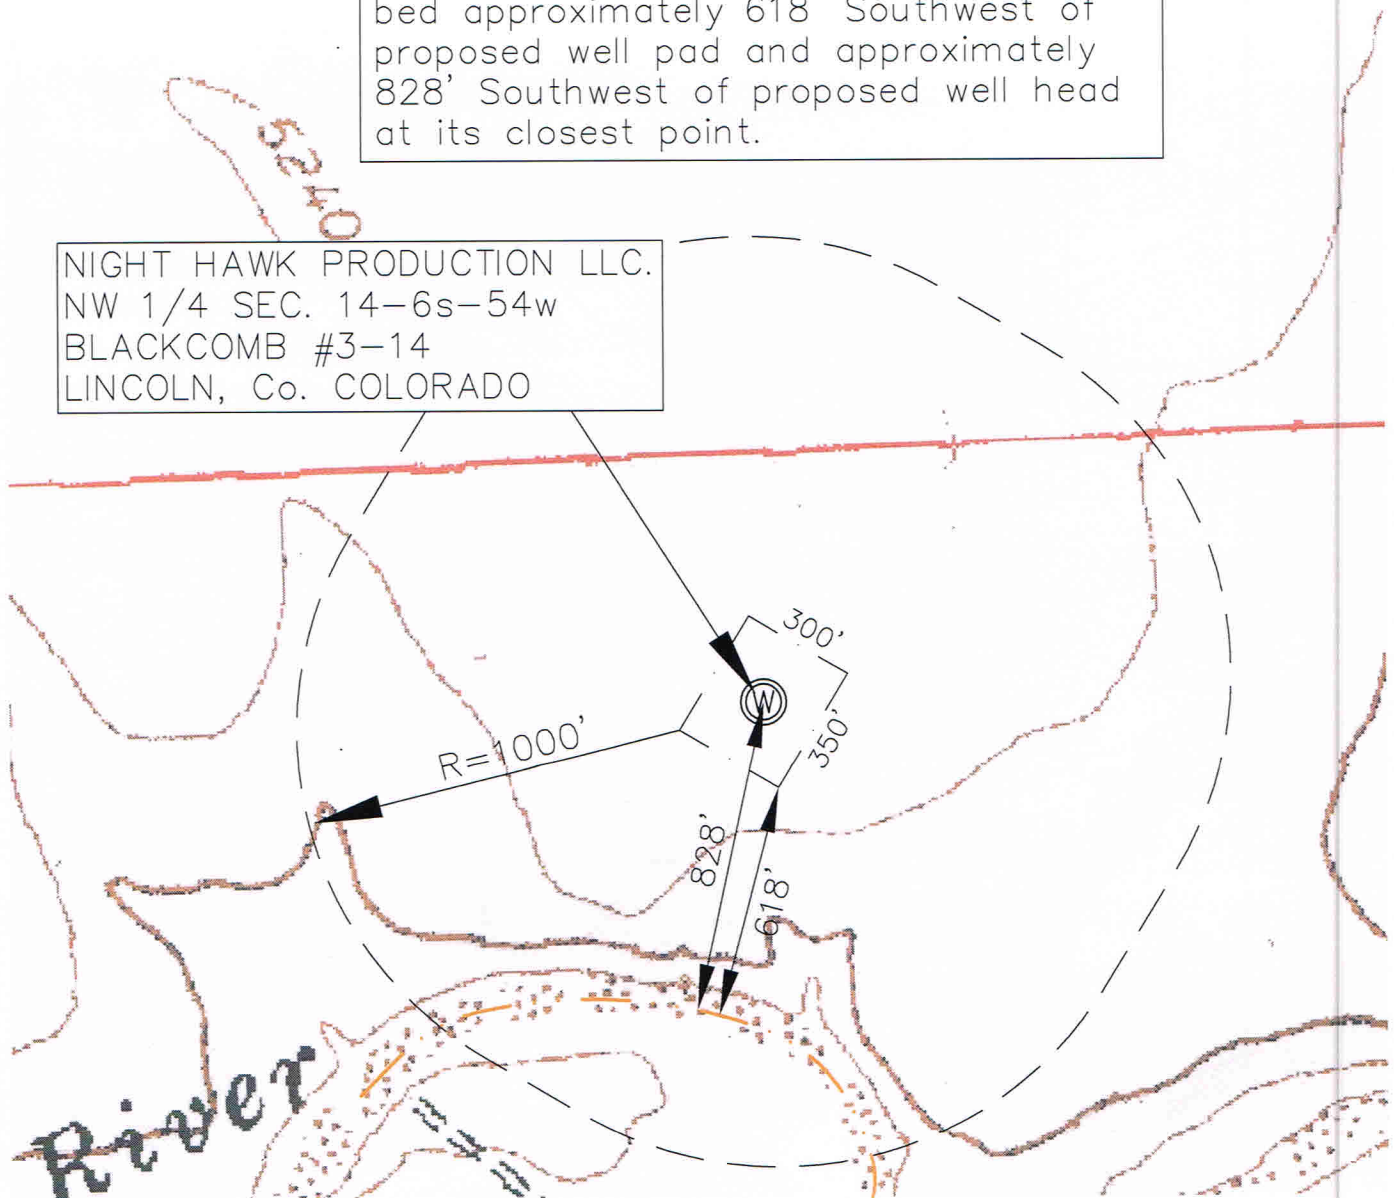 bed approximately 618' Southwest of
proposed well pad and approximately
828' Southwest of proposed well head
at its closest point.
6240
NIGHT HAWK PRODUCTION LLC.
NW 1/4 SEC. 14-6s-54w
BLACKCOMB #3-14
LINCOLN, Co. COLORADO
300'
W
350'
R=1000'
828'
618'
River